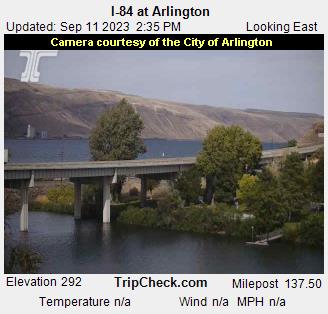 I-84 at Arlington
Updated: Sep 11 2023 2:35 PM Looking East
Camera courtesy of the City of Arlington
Elevation 292 TripCheck.com Milepost 137.50
Temperature n/a Wind n/a MPH n/a